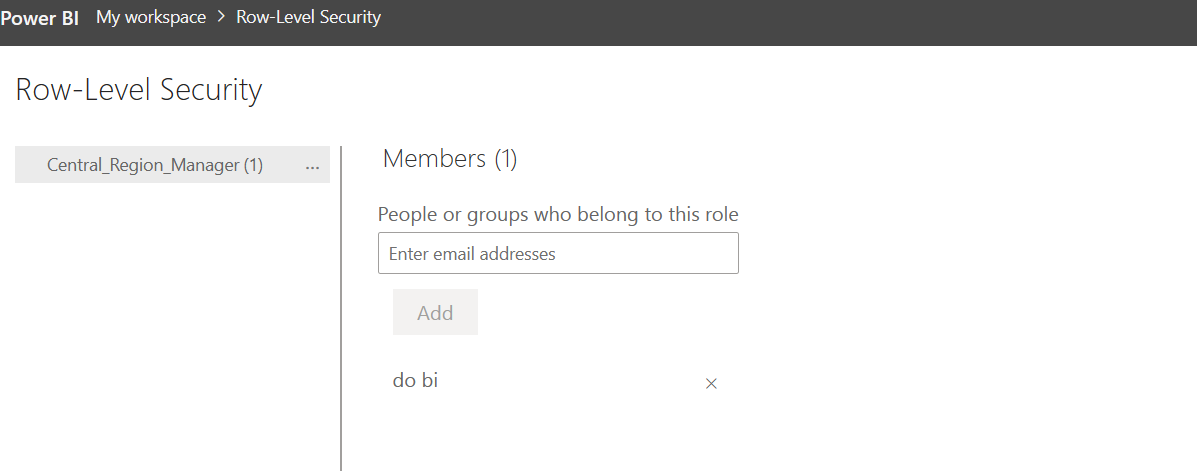 Power BI My workspace > Row-Level Security
Row-Level Security
Central_Region_Manager (1) ...
Members (1)
People or groups who belong to this role
Enter email addresses
Add
do bi